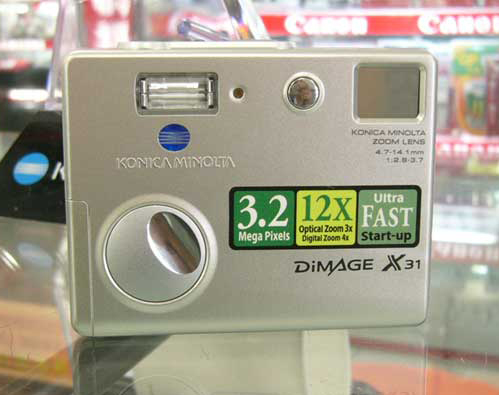 CANON
CANON
KONICA MINOLTA
ZOOM LENS
4.7-14.1mm
1:2.8-3.7
KONICA MINOLTA
K
3.2
Mega Pixels
12X
Optical Zoom 3x
Digital Zoom 4x
Ultra
FAST
Start-up
DiMAGE X31